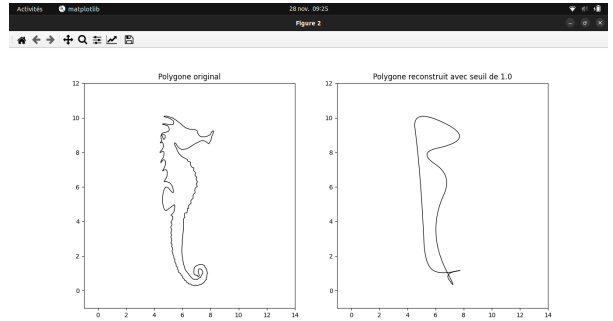 Activités matplotlib 28 nov. 09:25
Figure 2
Polygone original
Polygone reconstruit avec seuil de 1.0
12
10
8
6
4
2
0
0 2 4 6 8 10 12 14
12
10
8
6
4
2
0
0 2 4 6 8 10 12 14